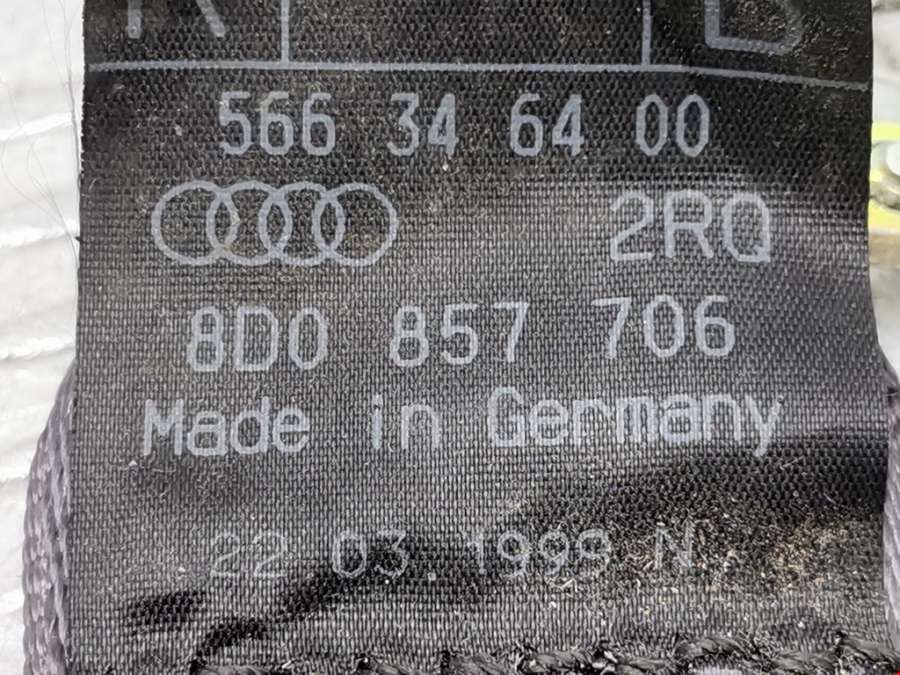 566 34 64 00
2RQ
8D0 857 706
Made in Germany
22 03. 1999 N